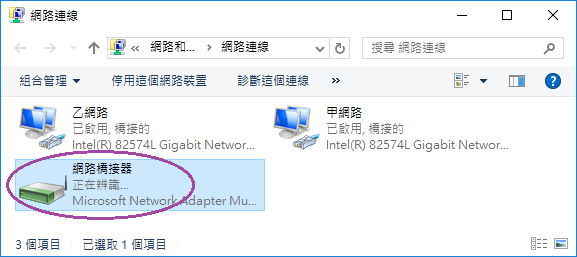 網路連線
網路和... 網路連線
搜尋 網路連線
組合管理 停用這個網路裝置 診斷這個連線 »
乙網路
已啟用, 橋接的
Intel(R) 82574L Gigabit Networ...
甲網路
已啟用, 橋接的
Intel(R) 82574L Gigabit Networ...
網路橋接器
正在辨識...
Microsoft Network Adapter Mu...
3 個項目 已選取 1 個項目